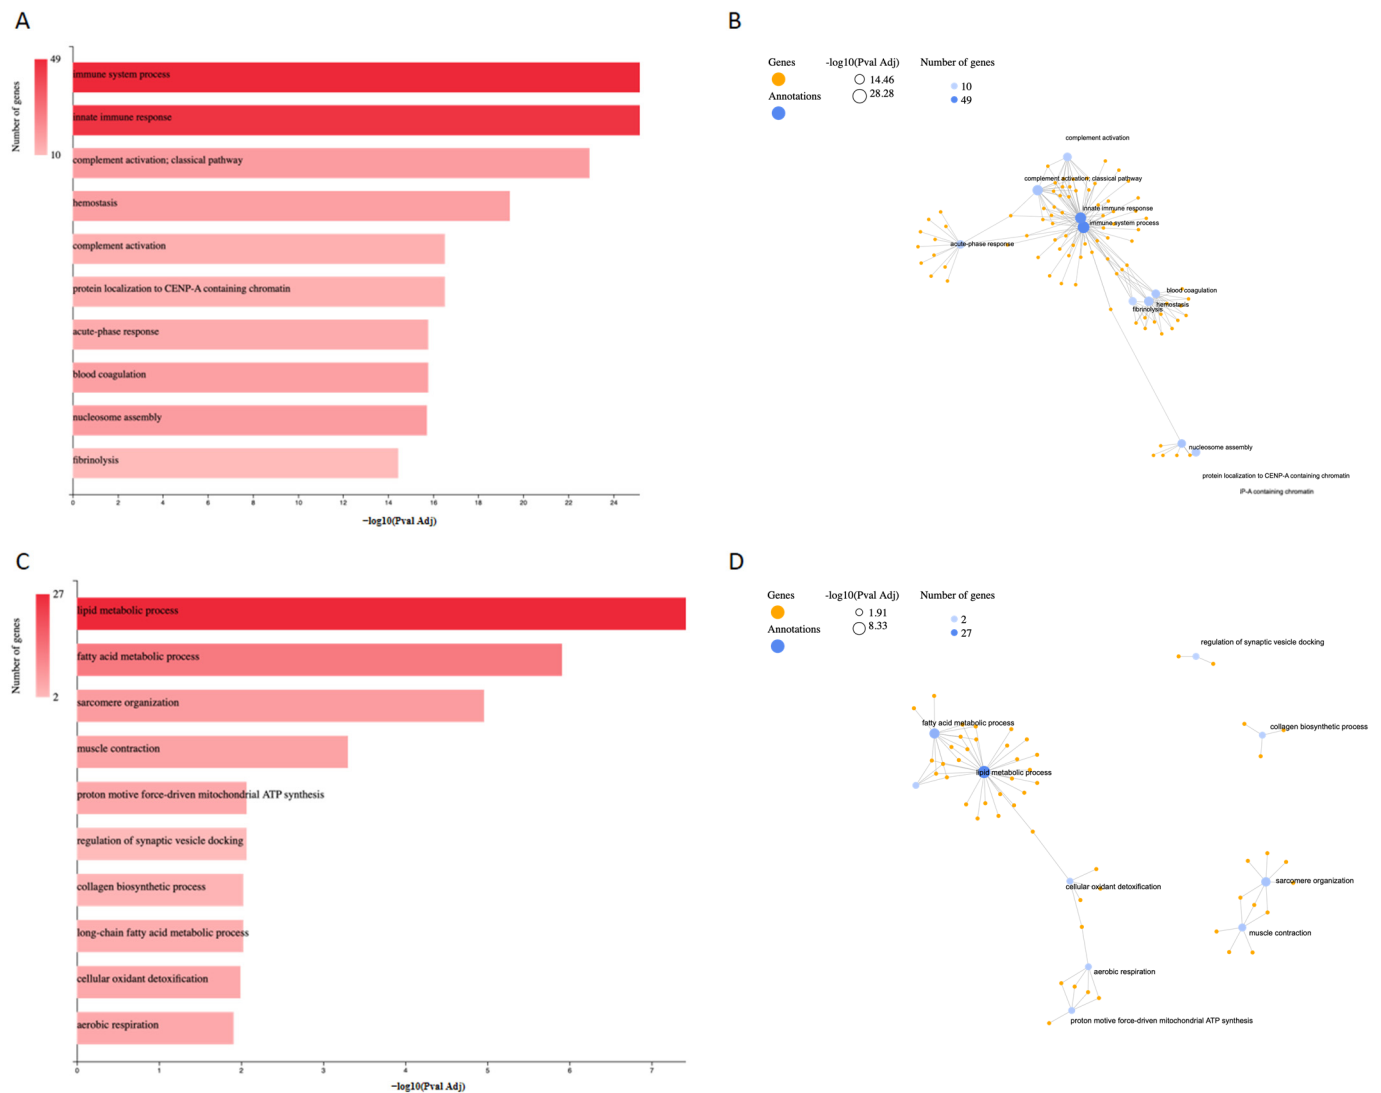 A
49
Number of genes
10
immune system process
innate immune response
complement activation; classical pathway
hemostasis
complement activation
protein localization to CENP-A containing chromatin
acute-phase response
blood coagulation
nucleosome assembly
fibrinolysis
0 2 4 6 8 10 12 14 16 18 20 22 24
−log10(Pval Adj)
B
Genes
Annotations
-log10(Pval Adj)
14.46
28.28
Number of genes
10
49
complement activation
complement activation; classical pathway
innate immune response
immune system process
acute-phase response
blood coagulation
hemostasis
fibrinolysis
nucleosome assembly
protein localization to CENP-A containing chromatin
IP-A containing chromatin
C
27
Number of genes
2
lipid metabolic process
fatty acid metabolic process
sarcomere organization
muscle contraction
proton motive force-driven mitochondrial ATP synthesis
regulation of synaptic vesicle docking
collagen biosynthetic process
long-chain fatty acid metabolic process
cellular oxidant detoxification
aerobic respiration
0 1 2 3 4 5 6 7
−log10(Pval Adj)
D
Genes
Annotations
-log10(Pval Adj)
1.91
8.33
Number of genes
2
27
regulation of synaptic vesicle docking
fatty acid metabolic process
collagen biosynthetic process
lipid metabolic process
cellular oxidant detoxification
sarcomere organization
muscle contraction
aerobic respiration
proton motive force-driven mitochondrial ATP synthesis